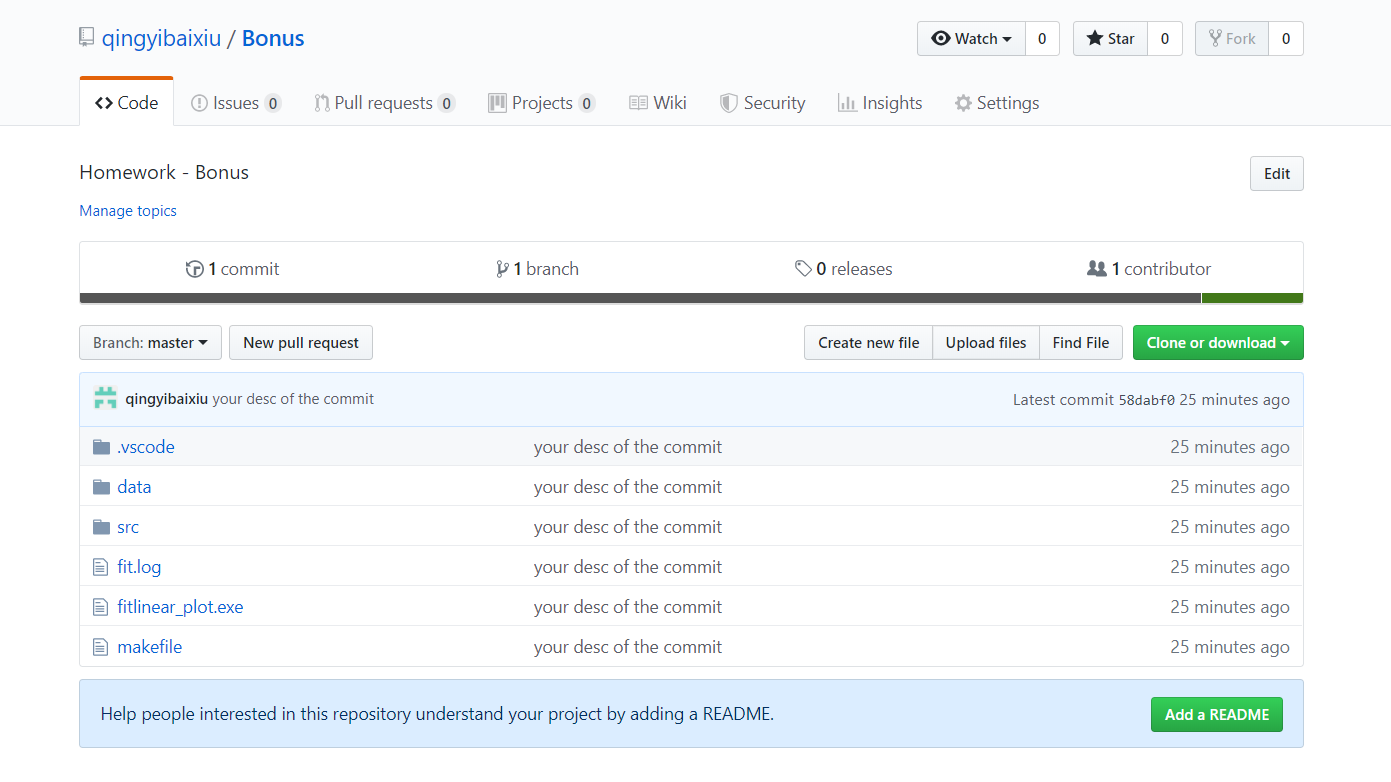 qingyibaixiu / Bonus
Watch 0 Star 0 Fork 0
Code Issues 0 Pull requests 0 Projects 0 Wiki Security Insights Settings
Homework - Bonus
Edit
Manage topics
1 commit 1 branch 0 releases 1 contributor
Branch: master New pull request Create new file Upload files Find File Clone or download
qingyibaixiu your desc of the commit Latest commit 58dabf0 25 minutes ago
.vscode your desc of the commit 25 minutes ago
data your desc of the commit 25 minutes ago
src your desc of the commit 25 minutes ago
fit.log your desc of the commit 25 minutes ago
fitlinear_plot.exe your desc of the commit 25 minutes ago
makefile your desc of the commit 25 minutes ago
Help people interested in this repository understand your project by adding a README. Add a README